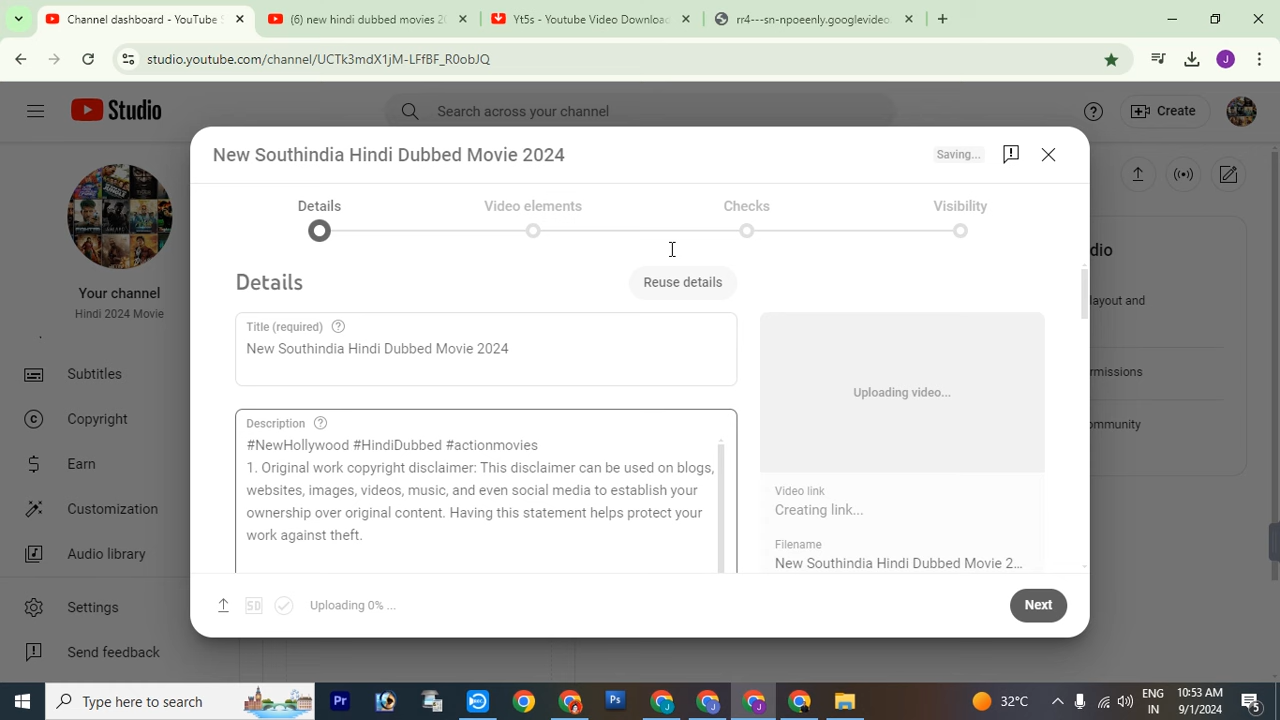 Channel dashboard - YouTube S
(6) new hindi dubbed movies 20
Yt5s - Youtube Video Download
rr4---sn-npoeenly.googlevideo.
studio.youtube.com/channel/UCTk3mdX1jM-LFfBF_R0obJQ
J
Studio
Search across your channel
Create
New Southindia Hindi Dubbed Movie 2024
Saving...
Details
Video elements
Checks
Visibility
Details
Reuse details
Your channel
Hindi 2024 Movie
Title (required)
New Southindia Hindi Dubbed Movie 2024
Description
#NewHollywood #HindiDubbed #actionmovies
1. Original work copyright disclaimer: This disclaimer can be used on blogs,
websites, images, videos, music, and even social media to establish your
ownership over original content. Having this statement helps protect your
work against theft.
Uploading video...
Video link
Creating link...
Filename
New Southindia Hindi Dubbed Movie 2...
Subtitles
Copyright
Earn
Customization
Audio library
Settings
Send feedback
dio
layout and
rmissions
mmunity
SD
Uploading 0% ...
Next
Type here to search
Pr
Ps
32°C
ENG
IN
10:53 AM
9/1/2024
5